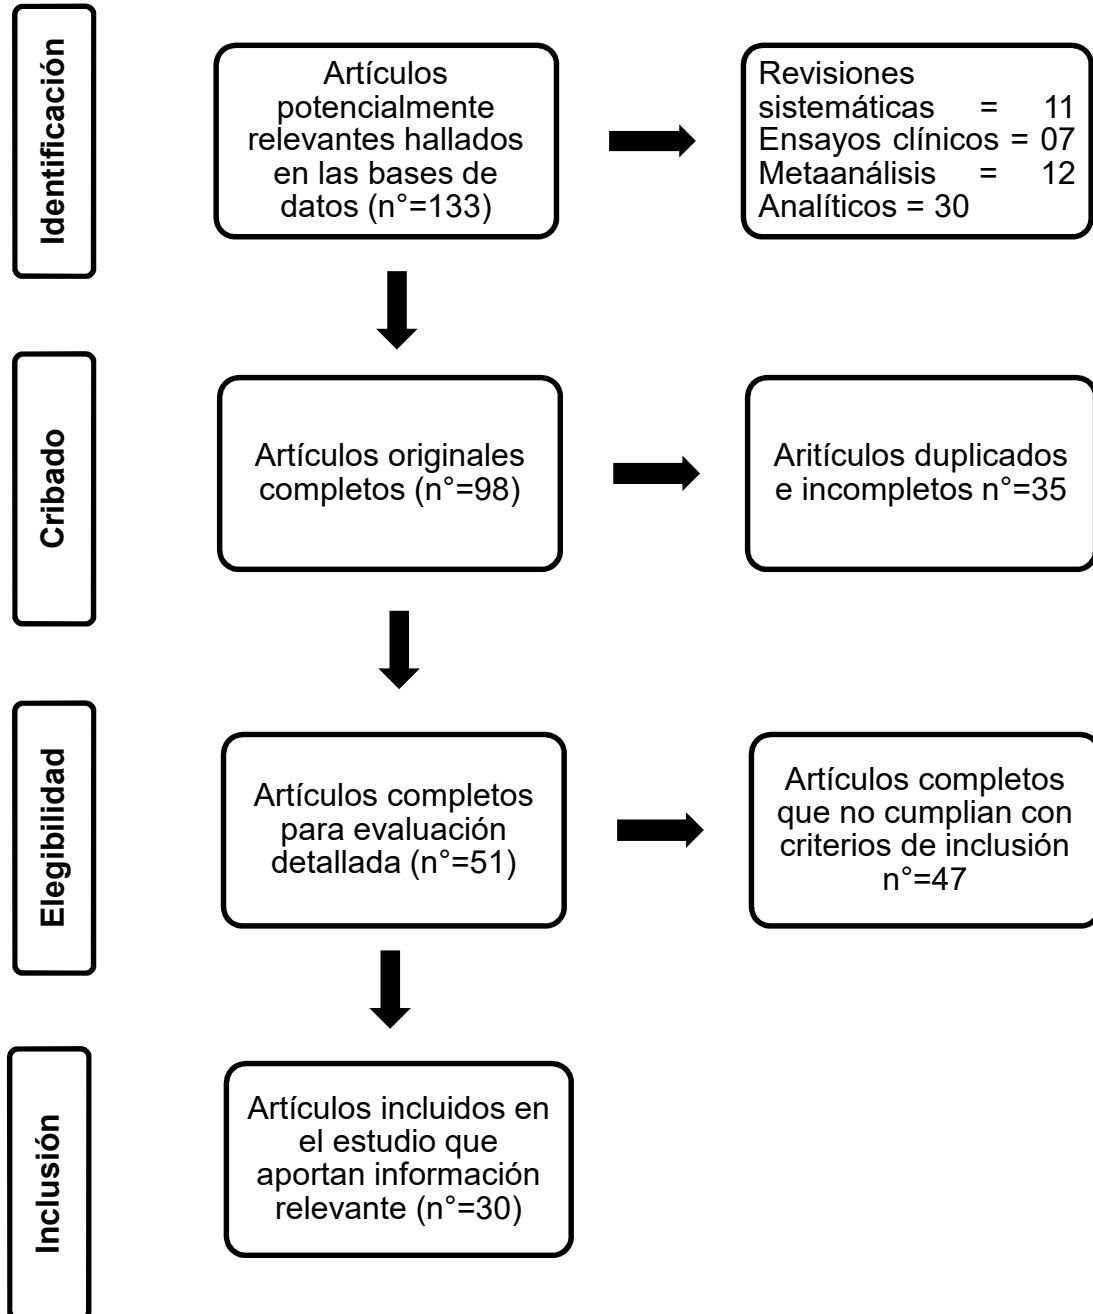 Identificación
Artículos
potencialmente
relevantes hallados
en las bases de
datos (n°=133)
Revisiones
sistemáticas = 11
Ensayos clínicos = 07
Metaanálisis = 12
Analíticos = 30
Cribado
Artículos originales
completos (n°=98)
Aritículos duplicados
e incompletos n°=35
Elegibilidad
Artículos completos
para evaluación
detallada (n°=51)
Artículos completos
que no cumplian con
criterios de inclusión
n°=47
Inclusión
Artículos incluidos en
el estudio que
aportan información
relevante (n°=30)